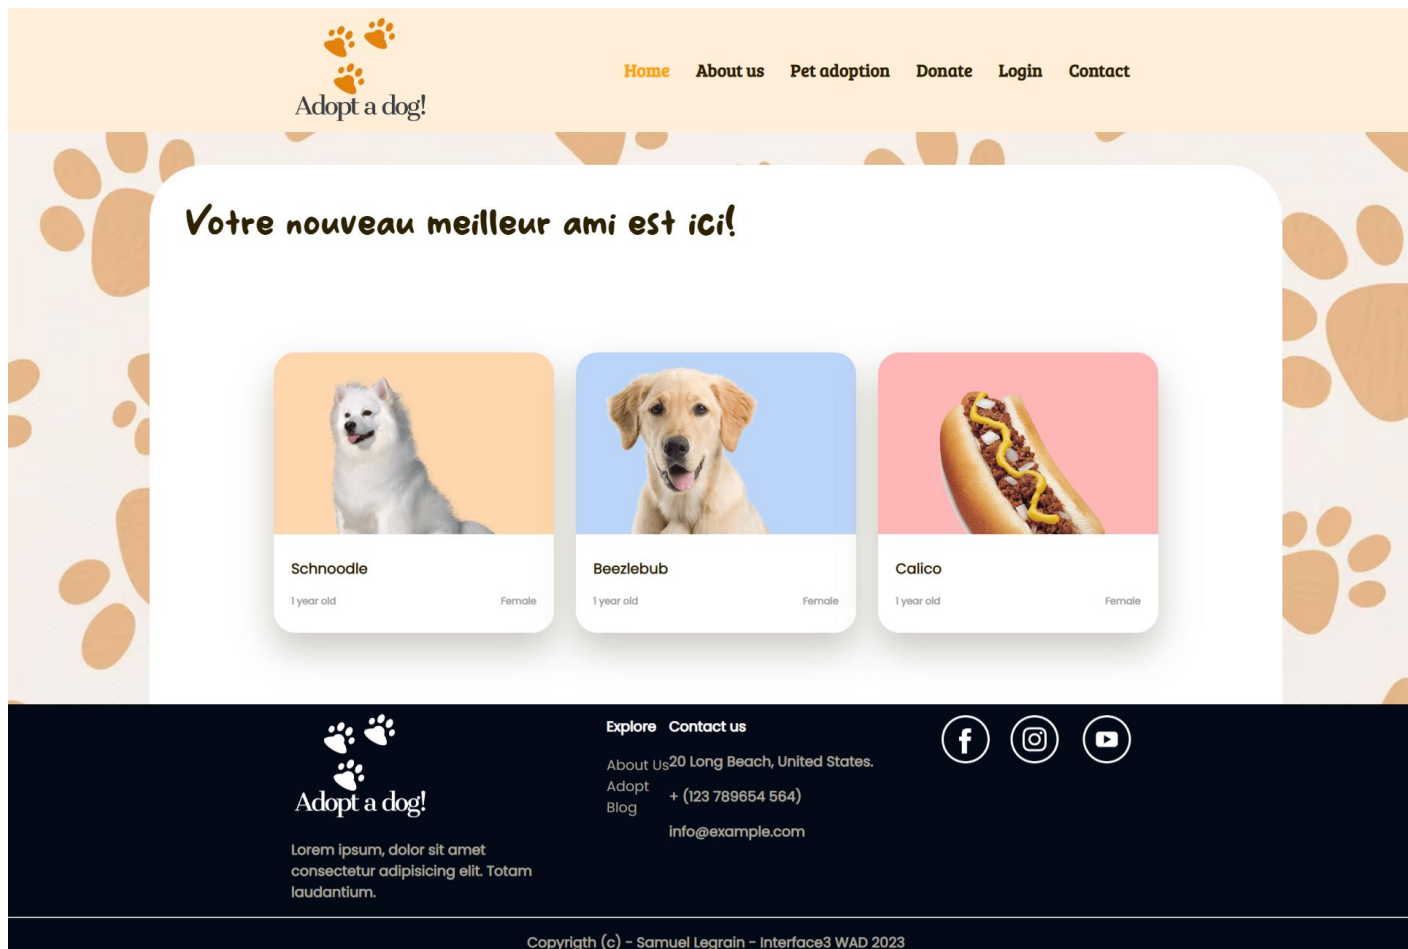 Adopt a dog!
Home About us Pet adoption Donate Login Contact
Votre nouveau meilleur ami est ici!
Schnoodle
1 year old Female
Beezlebub
1 year old Female
Calico
1 year old Female
Adopt a dog!
Lorem ipsum, dolor sit amet
consectetur adipisicing elit. Totam
laudantium.
Explore
About Us
Adopt
Blog
Contact us
20 Long Beach, United States.
+ (123 789654 564)
info@example.com
Copyrigth (c) - Samuel Legrain - Interface3 WAD 2023